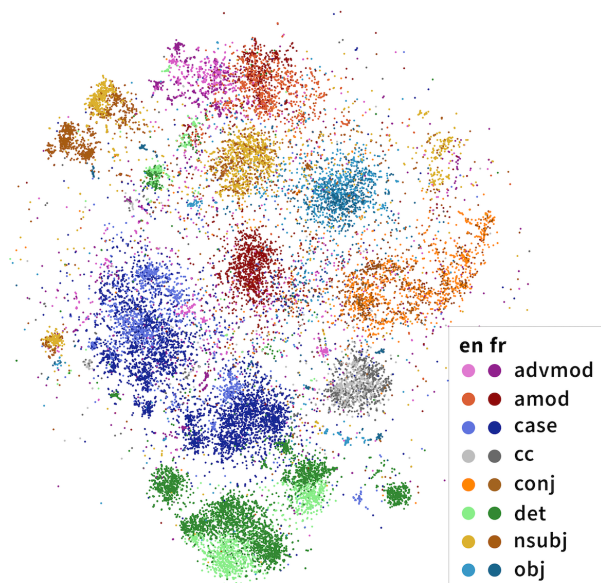 en fr
advmod
amod
case
cc
conj
det
nsubj
obj